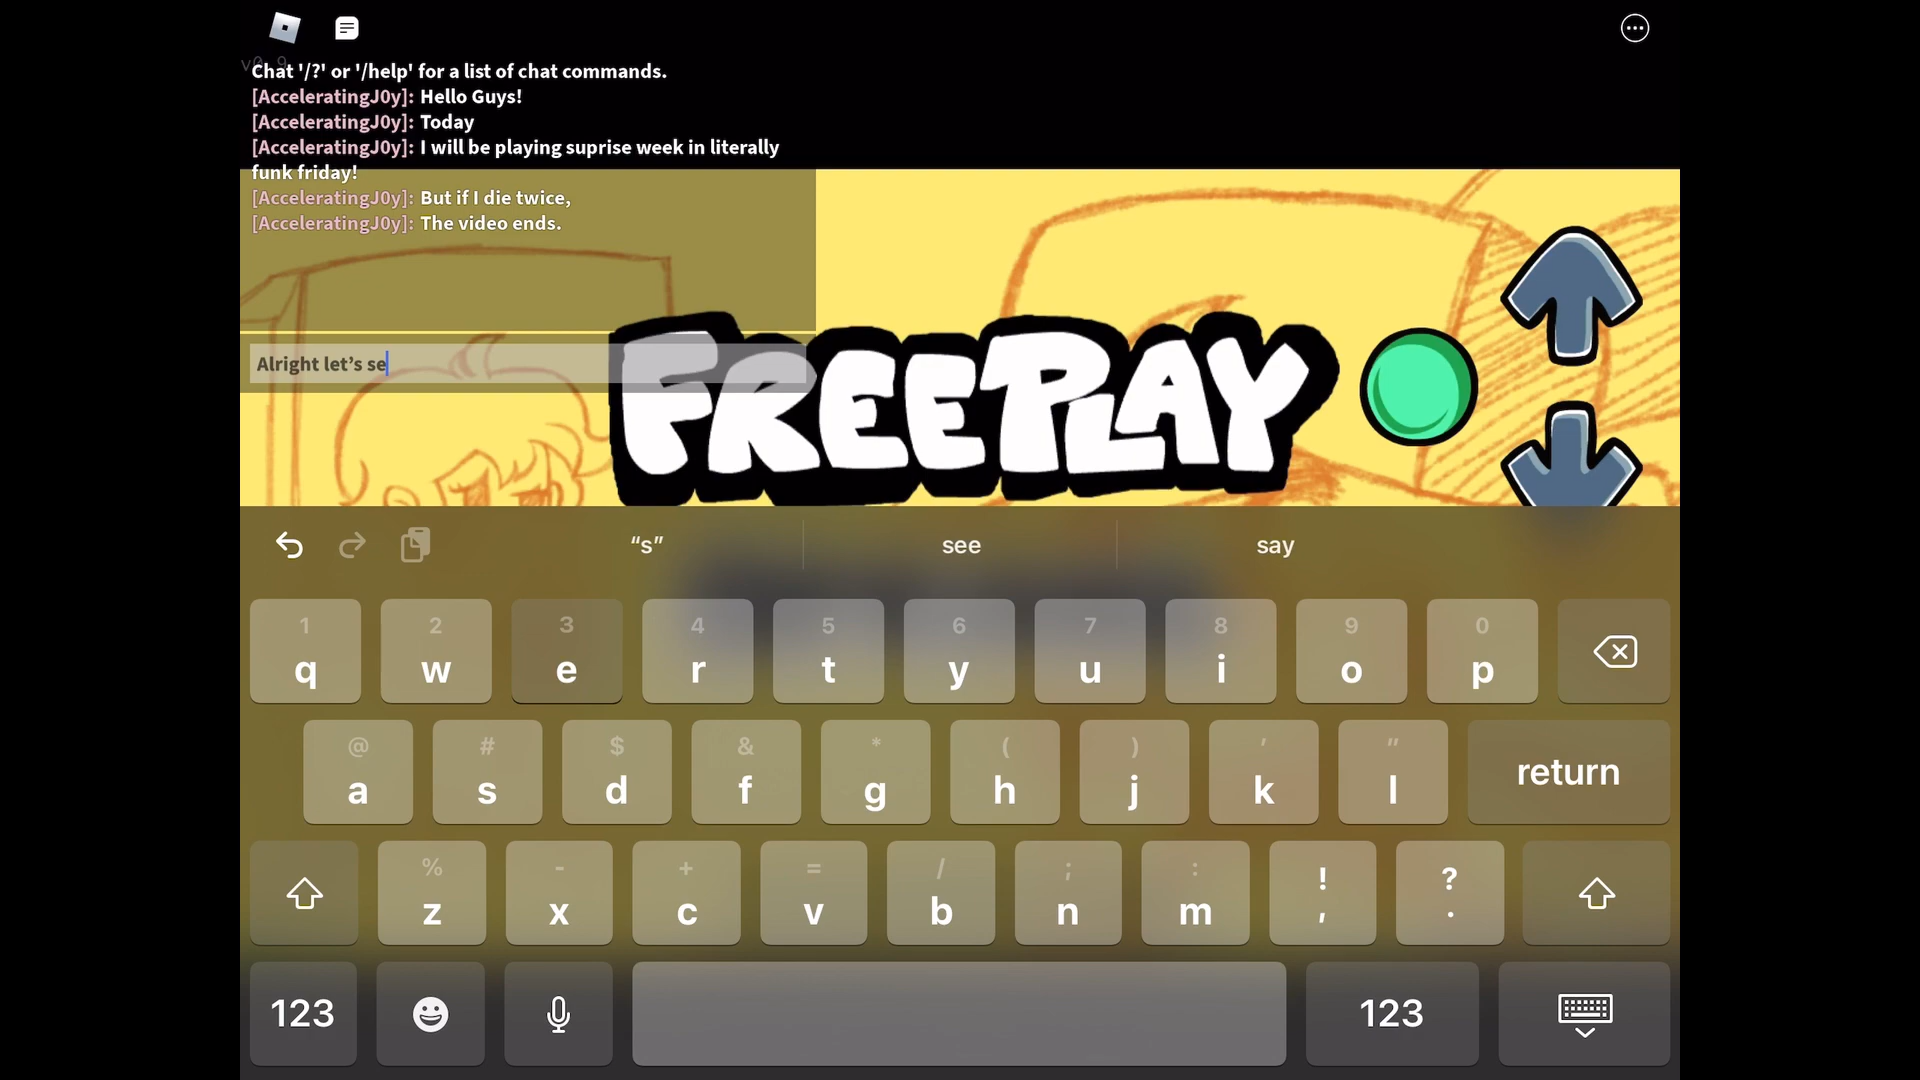 v0.9
Chat '/?' or '/help' for a list of chat commands.
[AcceleratingJ0y]: Hello Guys!
[AcceleratingJ0y]: Today
[AcceleratingJ0y]: I will be playing suprise week in literally
funk friday!
[AcceleratingJ0y]: But if I die twice,
[AcceleratingJ0y]: The video ends.
Alright let’s se
FREEPLAY
“s” see say
1 2 3 4 5 6 7 8 9 0
q w e r t y u i o p
@ # $ & * ( ) ' "
a s d f g h j k l return
% - + = / ; : ! ?
z x c v b n m , .
123 123